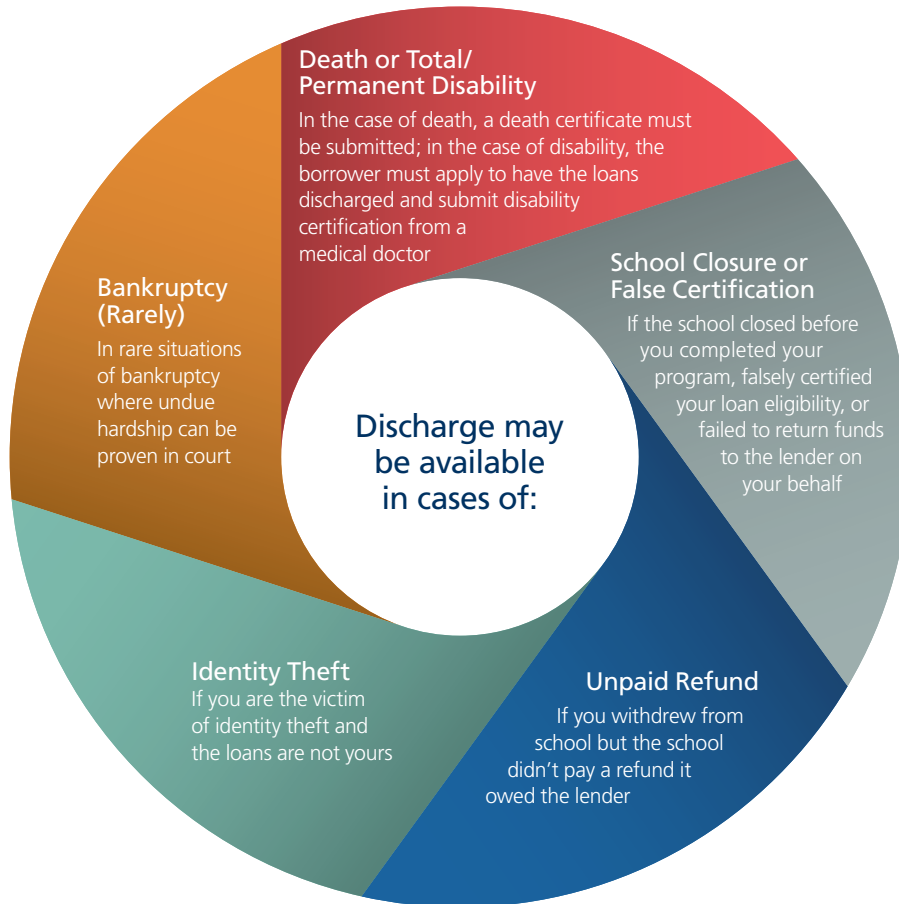 Death or Total/
Permanent Disability
In the case of death, a death certificate must
be submitted; in the case of disability, the
borrower must apply to have the loans
discharged and submit disability
certification from a
medical doctor
School Closure or
False Certification
If the school closed before
you completed your
program, falsely certified
your loan eligibility, or
failed to return funds
to the lender on
your behalf
Unpaid Refund
If you withdrew from
school but the school
didn’t pay a refund it
owed the lender
Identity Theft
If you are the victim
of identity theft and
the loans are not yours
Bankruptcy
(Rarely)
In rare situations
of bankruptcy
where undue
hardship can be
proven in court
Discharge may
be available
in cases of: